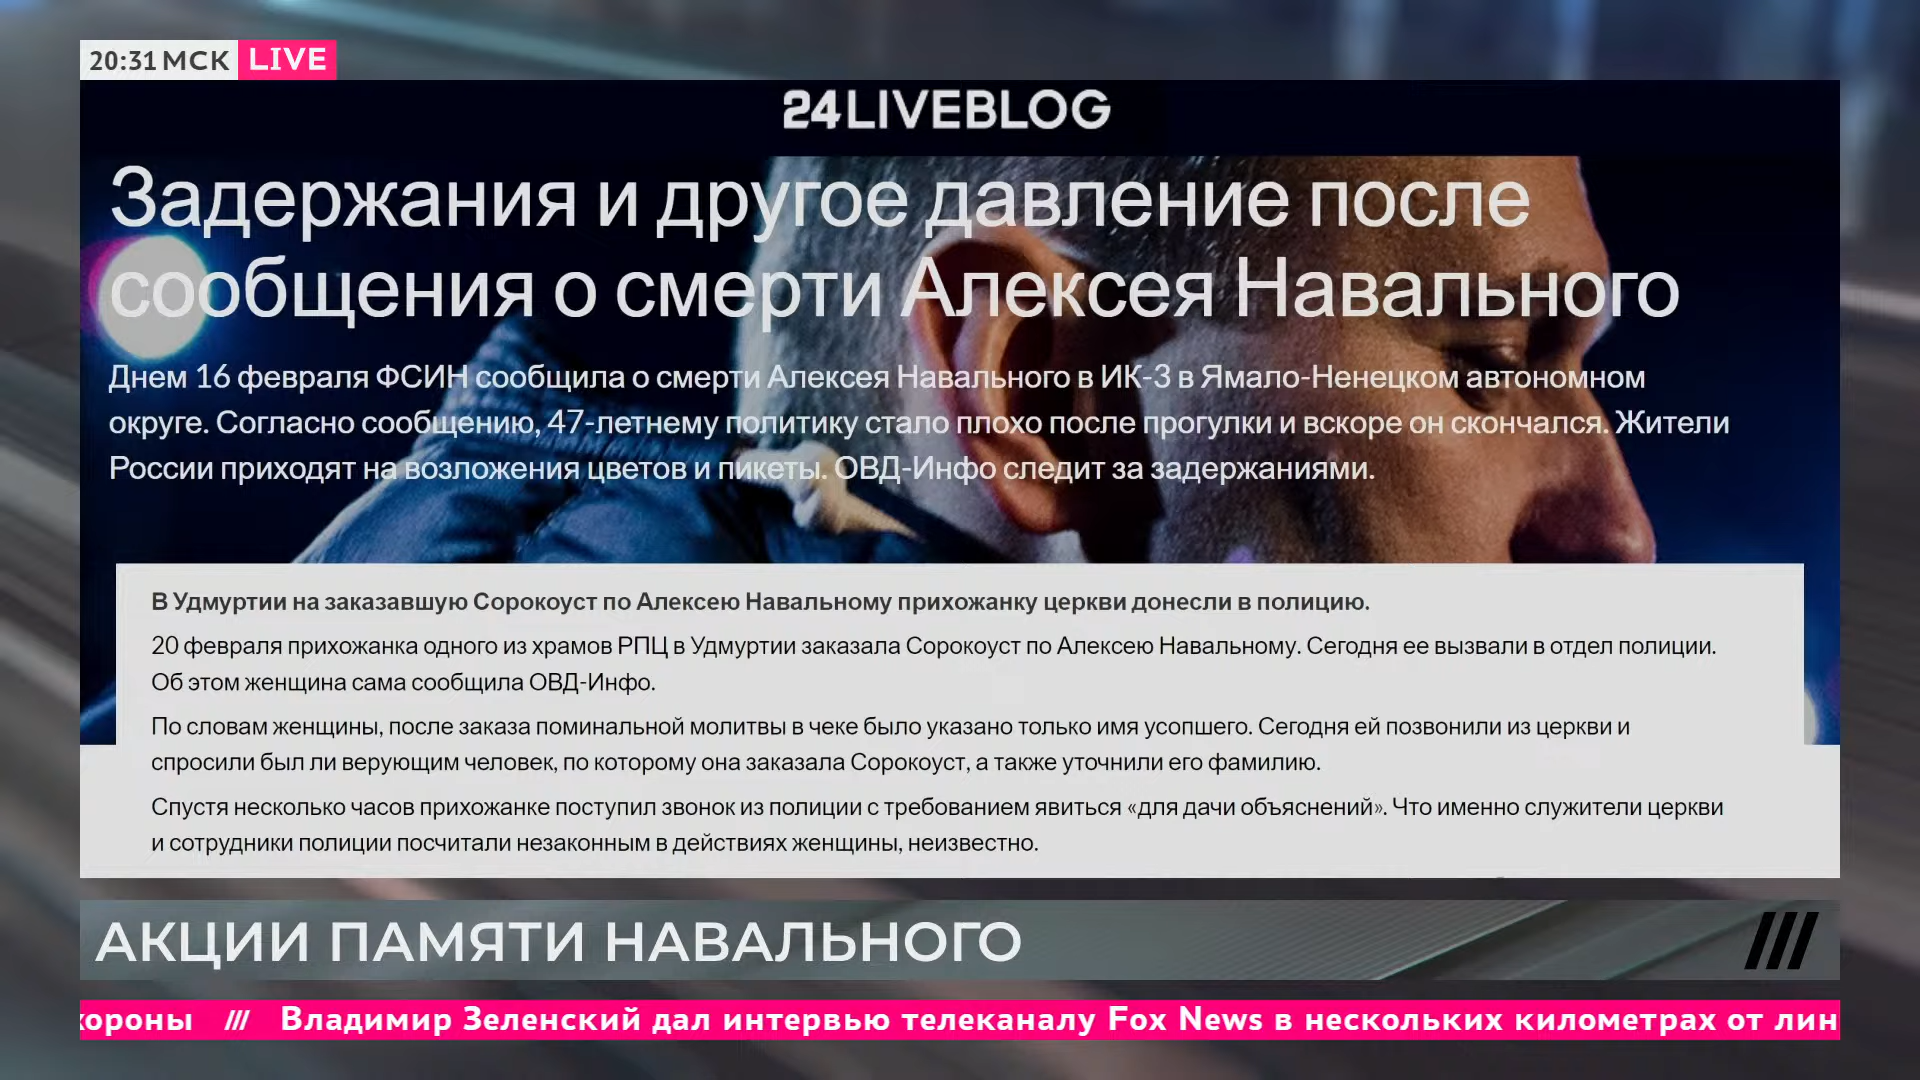 20:31 МСК LIVE
24LIVEBLOG
Задержания и другое давление после
сообщения о смерти Алексея Навального
Днем 16 февраля ФСИН сообщила о смерти Алексея Навального в ИК-3 в Ямало-Ненецком автономном
округе. Согласно сообщению, 47-летнему политику стало плохо после прогулки и вскоре он скончался. Жители
России приходят на возложения цветов и пикеты. ОВД-Инфо следит за задержаниями.
В Удмуртии на заказавшую Сорокоуст по Алексею Навальному прихожанку церкви донесли в полицию.
20 февраля прихожанка одного из храмов РПЦ в Удмуртии заказала Сорокоуст по Алексею Навальному. Сегодня ее вызвали в отдел полиции.
Об этом женщина сама сообщила ОВД-Инфо.
По словам женщины, после заказа поминальной молитвы в чеке было указано только имя усопшего. Сегодня ей позвонили из церкви и
спросили был ли верующим человек, по которому она заказала Сорокоуст, а также уточнили его фамилию.
Спустя несколько часов прихожанке поступил звонок из полиции с требованием явиться «для дачи объяснений». Что именно служители церкви
и сотрудники полиции посчитали незаконным в действиях женщины, неизвестно.
АКЦИИ ПАМЯТИ НАВАЛЬНОГО
хороны /// Владимир Зеленский дал интервью телеканалу Fox News в нескольких километрах от лин